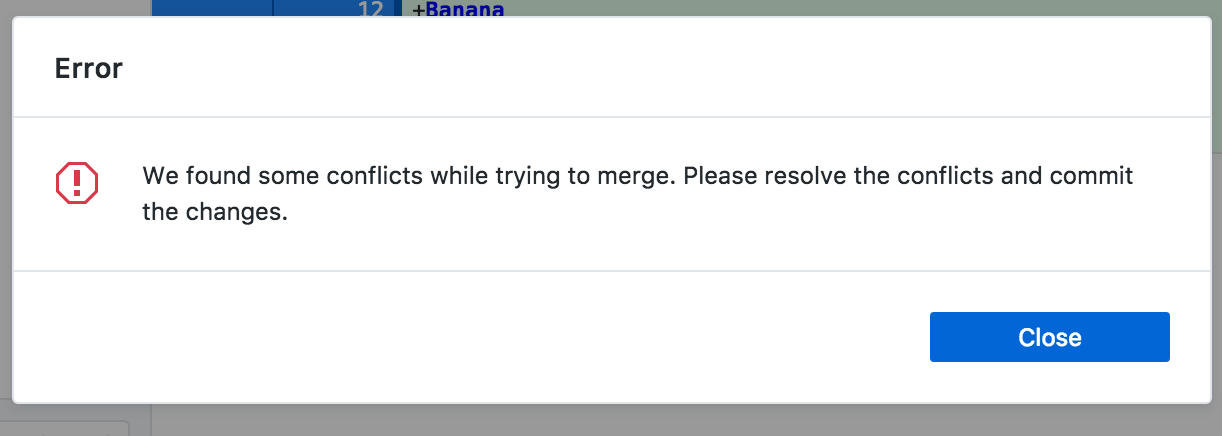 12 +Banana
Error
We found some conflicts while trying to merge. Please resolve the conflicts and commit
the changes.
Close